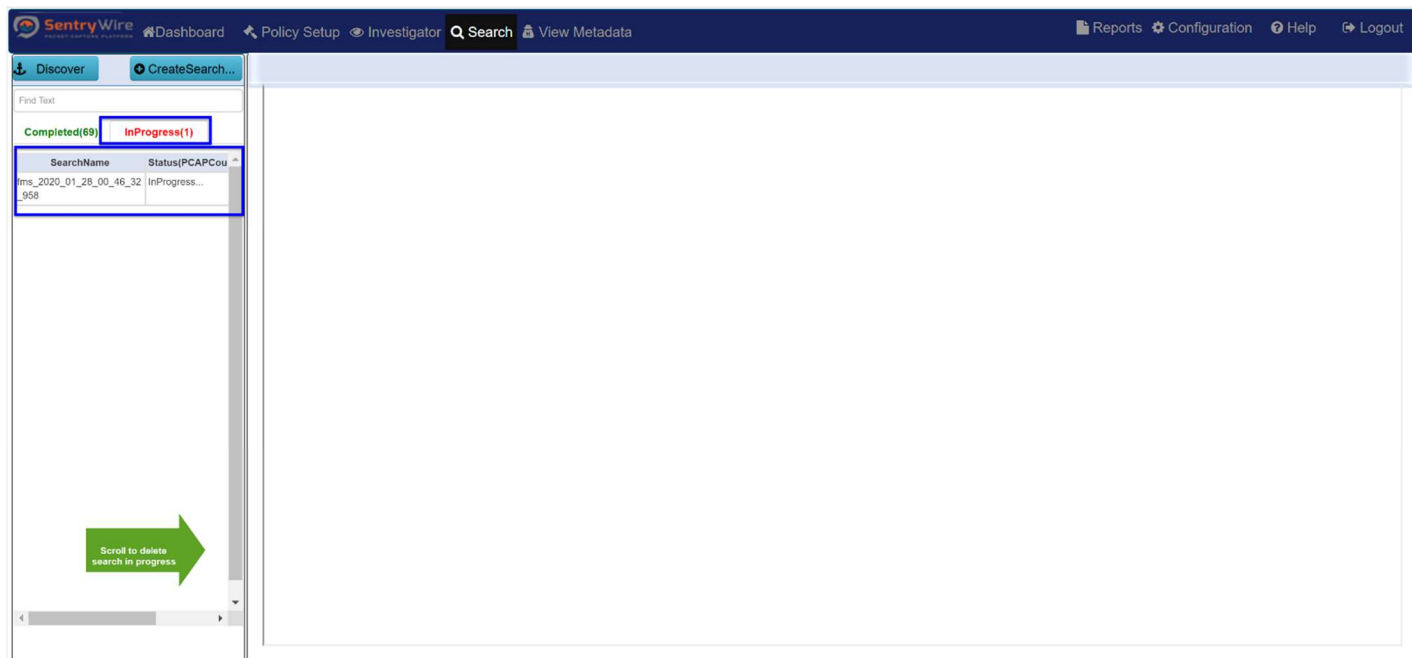 SentryWire
PACKET CAPTURE PLATFORM
Dashboard Policy Setup Investigator Search View Metadata Reports Configuration Help Logout
Discover CreateSearch...
Find Text
Completed(69) InProgress(1)
SearchName Status(PCAPCou
fms_2020_01_28_00_46_32 InProgress...
_958
Scroll to delete
search in progress